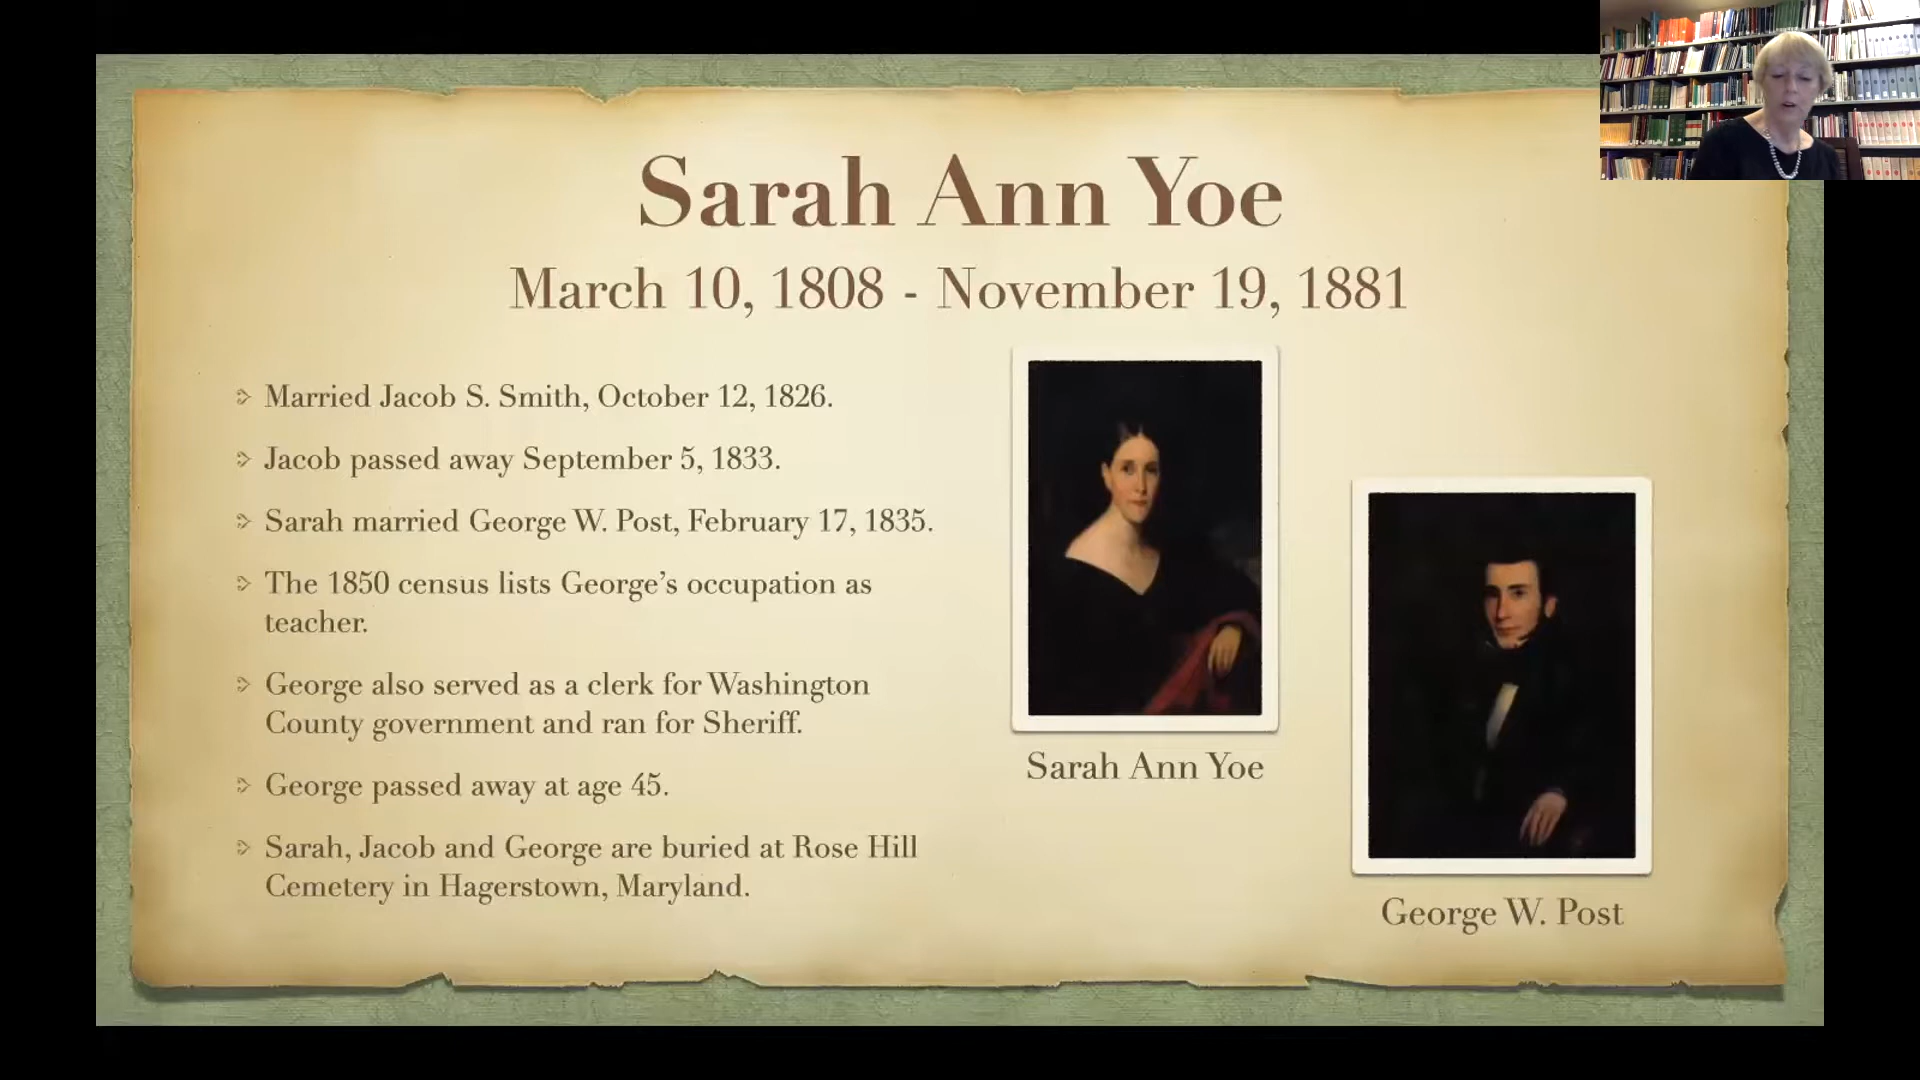 Sarah Ann Yoe
March 10, 1808 - November 19, 1881
Married Jacob S. Smith, October 12, 1826.
Jacob passed away September 5, 1833.
Sarah married George W. Post, February 17, 1835.
The 1850 census lists George’s occupation as
teacher.
George also served as a clerk for Washington
County government and ran for Sheriff.
George passed away at age 45.
Sarah, Jacob and George are buried at Rose Hill
Cemetery in Hagerstown, Maryland.
Sarah Ann Yoe
George W. Post